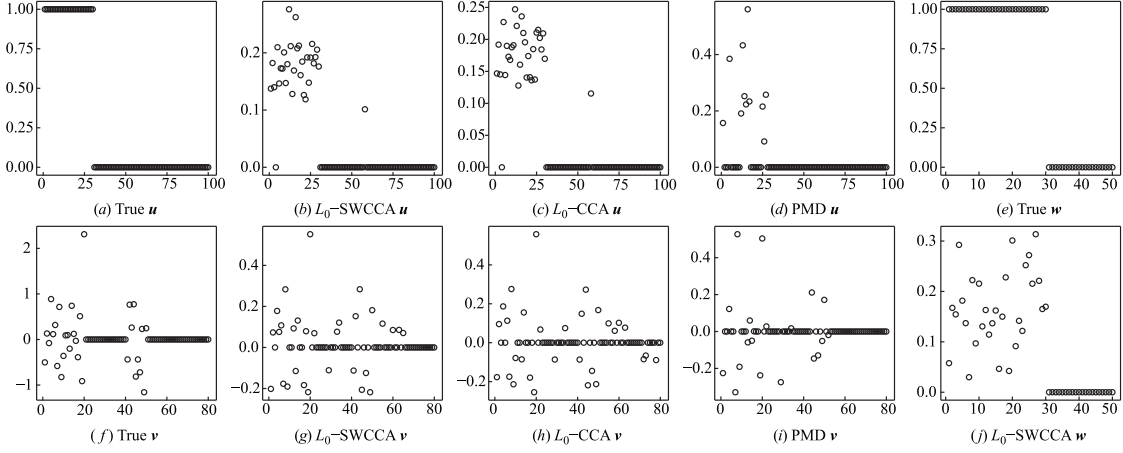 1.00
0.75
0.50
0.25
0.00
0 25 50 75 100
(a) True u
0.2
0.1
0.0
0 25 50 75 100
(b) L0−SWCCA u
0.25
0.20
0.15
0.10
0.05
0.00
0 25 50 75 100
(c) L0−CCA u
0.4
0.2
0.0
0 25 50 75 100
(d) PMD u
1.00
0.75
0.50
0.25
0.00
0 10 20 30 40 50
(e) True w
2
1
0
−1
0 20 40 60 80
(f) True v
0.4
0.2
0.0
−0.2
0 20 40 60 80
(g) L0−SWCCA v
0.4
0.2
0.0
−0.2
0 20 40 60 80
(h) L0−CCA v
0.4
0.2
0.0
−0.2
0 20 40 60 80
(i) PMD v
0.3
0.2
0.1
0.0
0 10 20 30 40 50
(j) L0−SWCCA w